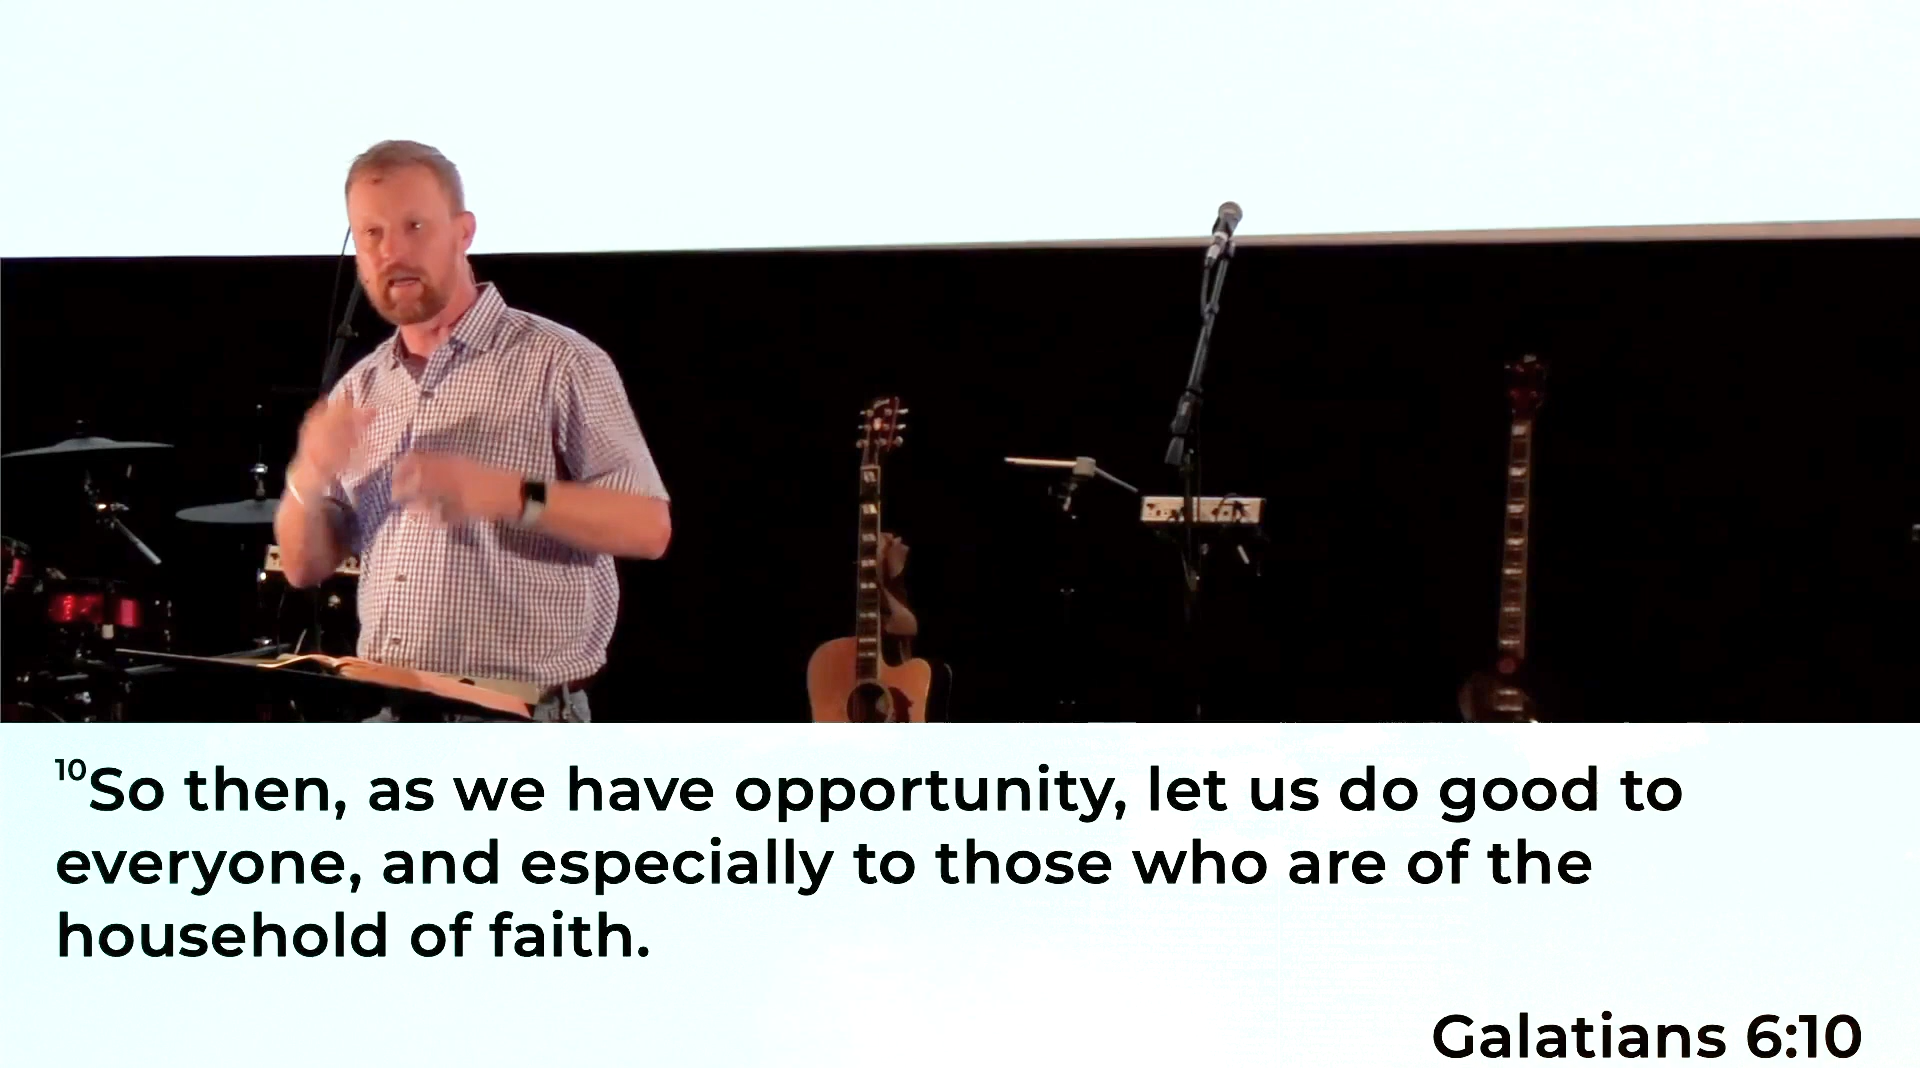 ¹⁰So then, as we have opportunity, let us do good to
everyone, and especially to those who are of the
household of faith.
Galatians 6:10